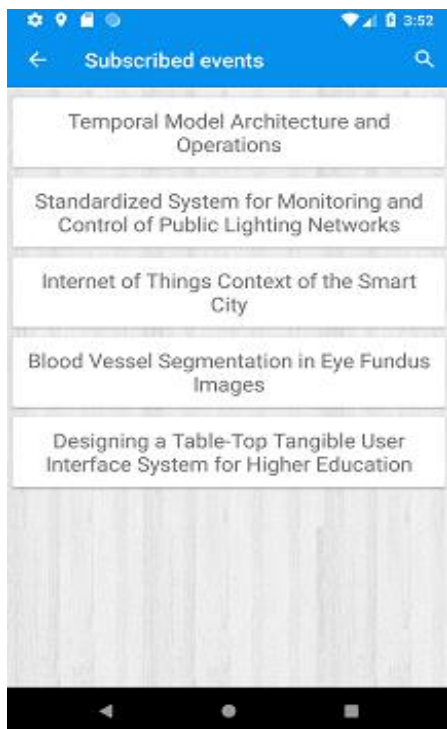 3:52
Subscribed events
Temporal Model Architecture and
Operations
Standardized System for Monitoring and
Control of Public Lighting Networks
Internet of Things Context of the Smart
City
Blood Vessel Segmentation in Eye Fundus
Images
Designing a Table-Top Tangible User
Interface System for Higher Education